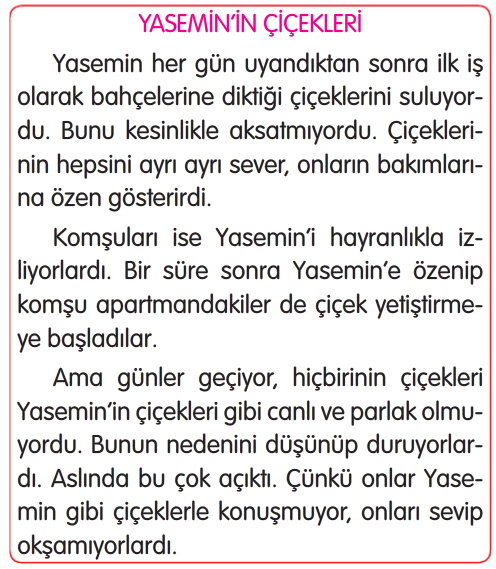 YASEMİN'İN ÇİÇEKLERİ
Yasemin her gün uyandıktan sonra ilk iş
olarak bahçelerine diktiği çiçeklerini suluyor-
du. Bunu kesinlikle aksatmıyordu. Çiçekleri-
nin hepsini ayrı ayrı sever, onların bakımları-
na özen gösterirdi.
Komşuları ise Yasemin'i hayranlıkla iz-
liyorlardı. Bir süre sonra Yasemin'e özenip
komşu apartmandakiler de çiçek yetiştirme-
ye başladılar.
Ama günler geçiyor, hiçbirinin çiçekleri
Yasemin'in çiçekleri gibi canlı ve parlak olmu-
yordu. Bunun nedenini düşünüp duruyorlar-
dı. Aslında bu çok açıktı. Çünkü onlar Yase-
min gibi çiçeklerle konuşmuyor, onları sevip
okşamıyorlardı.